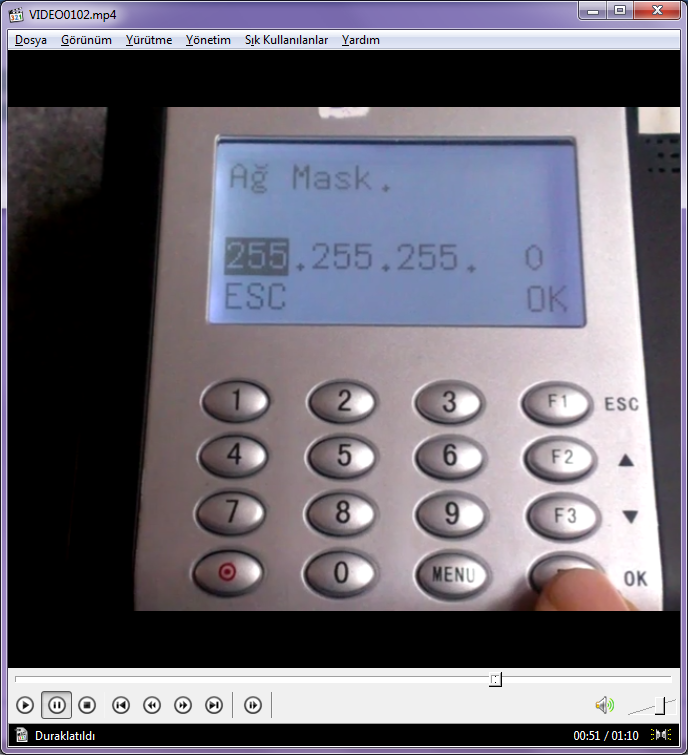 VIDEO0102.mp4
Dosya Görünüm Yürütme Yönetim Sık Kullanılanlar Yardım
Ağ Mask.
255.255.255. 0
ESC OK
1 2 3 F1 ESC
4 5 6 F2 ▲
7 8 9 F3 ▼
0 MENU OK
Duraklatıldı 00:51 / 01:10